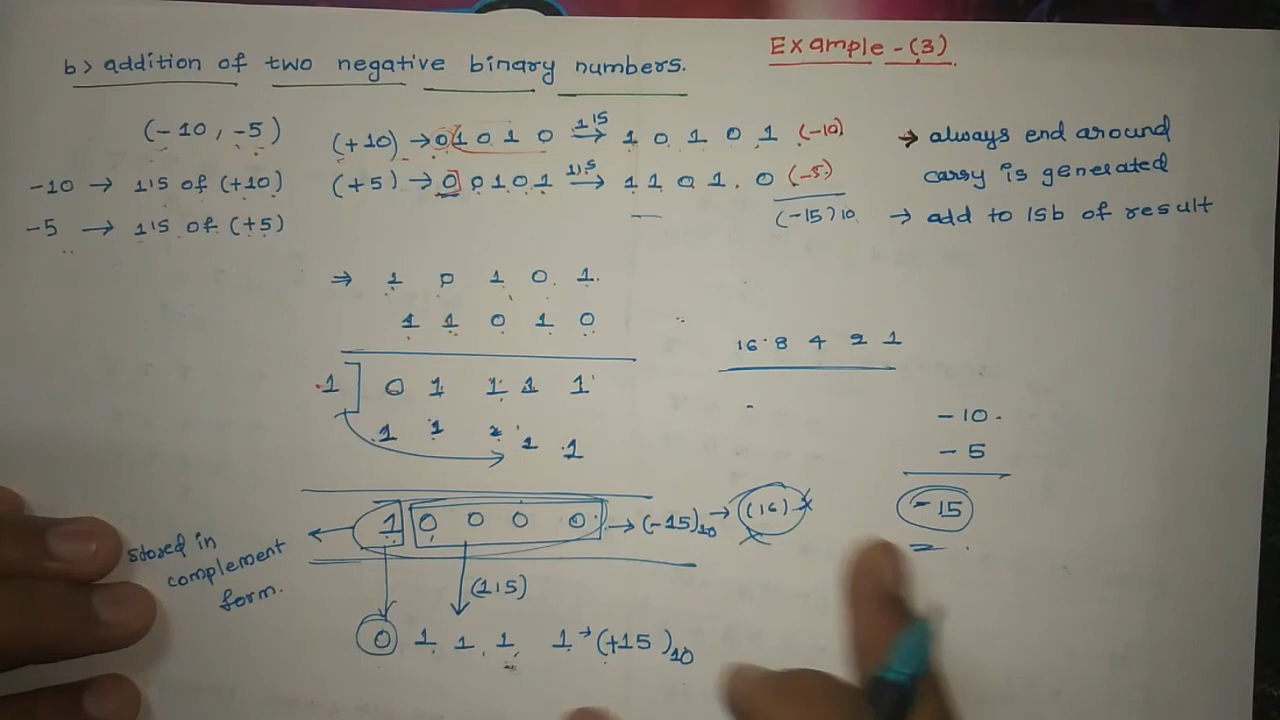 Example-(3)
b> addition of two negative binary numbers.
(-10, -5)
(+10) → 0 1 0 1 0 1'S⇒ 1 0 1 0 1 (-10)
→ always end around
carry is generated
-10 → 1'S of (+10)
(+5) → 0 0 1 0 1 1'S⇒ 1 1 0 1 0 (-5)
(-15)10
→ add to lsb of result
-5 → 1'S of (+5)
⇒ 1 0 1 0 1
1 1 0 1 0
16 8 4 2 1
1] 0 1 1 1 1
1 1 1 1 1
-10
-5
-15
1 0 0 0 0 → (-15)10 → (16) x
stored in
complement
form.
(1'S)
0 1 1 1 1 → (+15)10